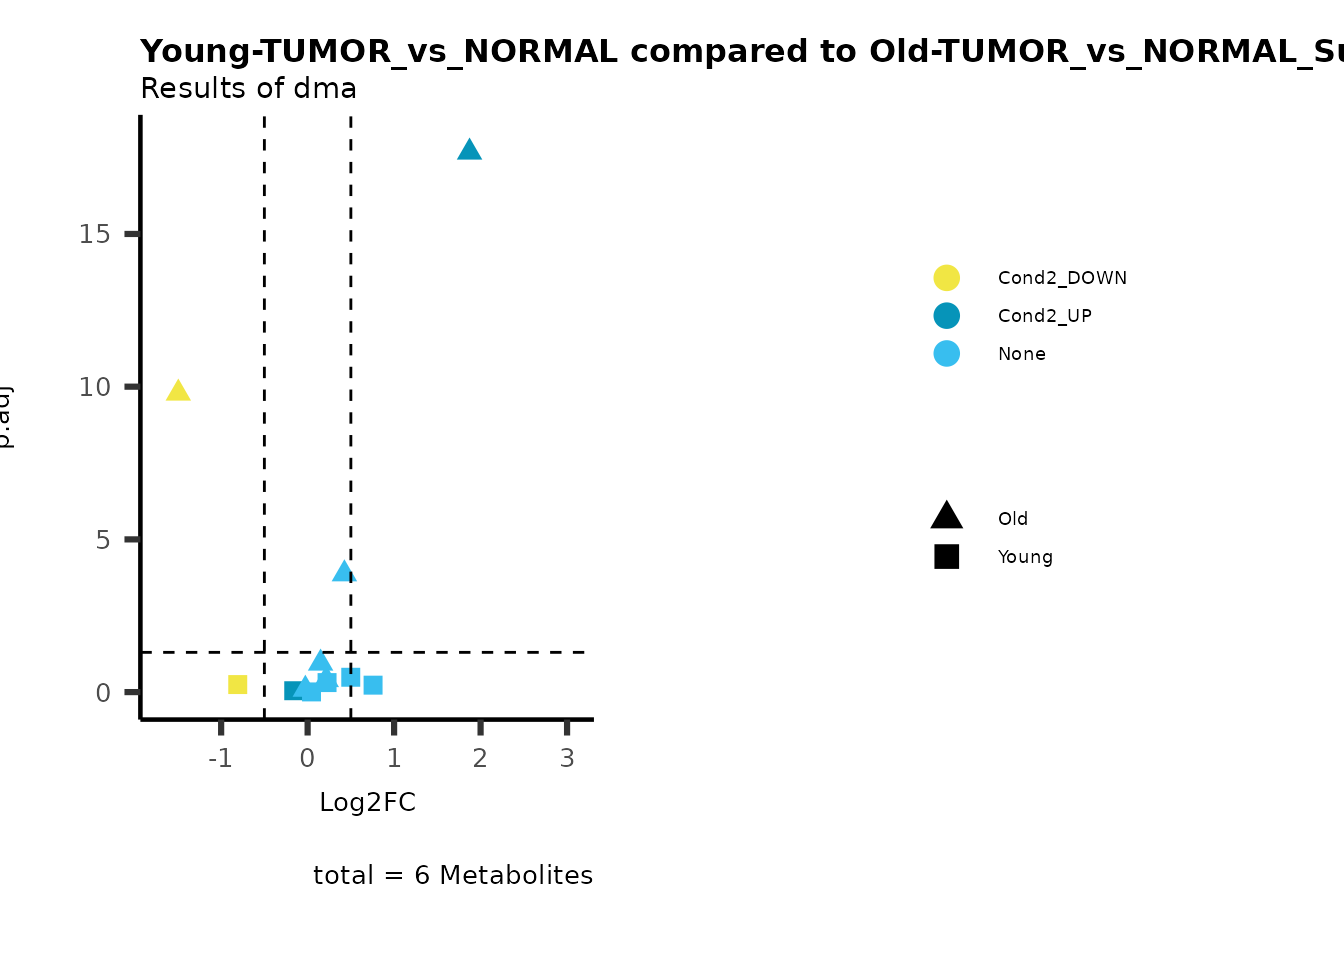 Young-TUMOR_vs_NORMAL compared to Old-TUMOR_vs_NORMAL_Su
Results of dma
15
10
5
0
p.adj
-1 0 1 2 3
Log2FC
total = 6 Metabolites
Cond2_DOWN
Cond2_UP
None
Old
Young